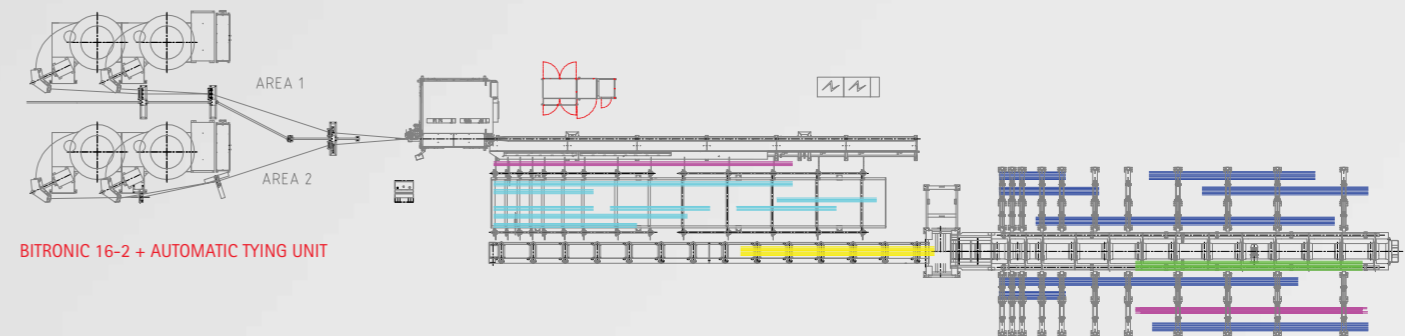 AREA 1
AREA 2
BITRONIC 16-2 + AUTOMATIC TYING UNIT